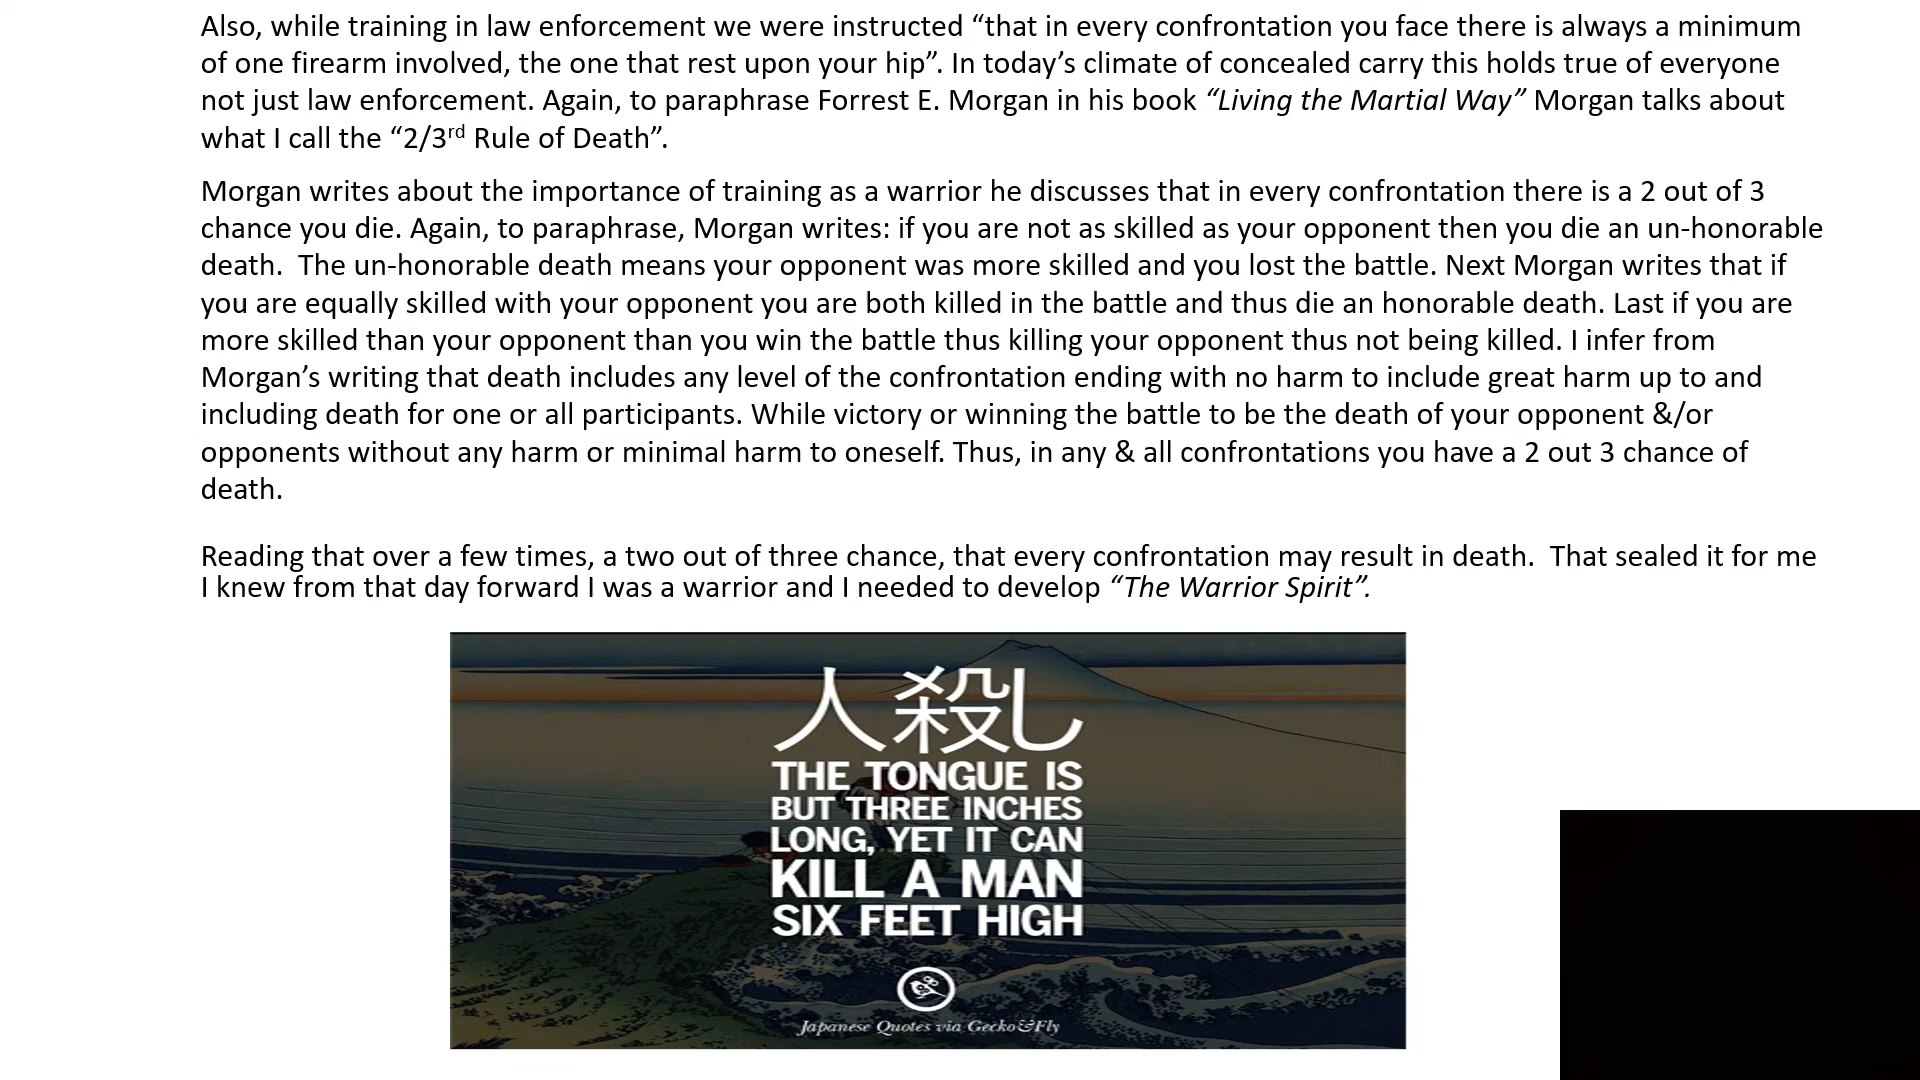 Also, while training in law enforcement we were instructed “that in every confrontation you face there is always a minimum
of one firearm involved, the one that rest upon your hip”. In today’s climate of concealed carry this holds true of everyone
not just law enforcement. Again, to paraphrase Forrest E. Morgan in his book “Living the Martial Way” Morgan talks about
what I call the “2/3rd Rule of Death”.
Morgan writes about the importance of training as a warrior he discusses that in every confrontation there is a 2 out of 3
chance you die. Again, to paraphrase, Morgan writes: if you are not as skilled as your opponent then you die an un-honorable
death.  The un-honorable death means your opponent was more skilled and you lost the battle. Next Morgan writes that if
you are equally skilled with your opponent you are both killed in the battle and thus die an honorable death. Last if you are
more skilled than your opponent than you win the battle thus killing your opponent thus not being killed. I infer from
Morgan’s writing that death includes any level of the confrontation ending with no harm to include great harm up to and
including death for one or all participants. While victory or winning the battle to be the death of your opponent &/or
opponents without any harm or minimal harm to oneself. Thus, in any & all confrontations you have a 2 out 3 chance of
death.
Reading that over a few times, a two out of three chance, that every confrontation may result in death.  That sealed it for me
I knew from that day forward I was a warrior and I needed to develop “The Warrior Spirit”.
人殺し
THE TONGUE IS
BUT THREE INCHES
LONG, YET IT CAN
KILL A MAN
SIX FEET HIGH
Japanese Quotes via Gecko&Fly